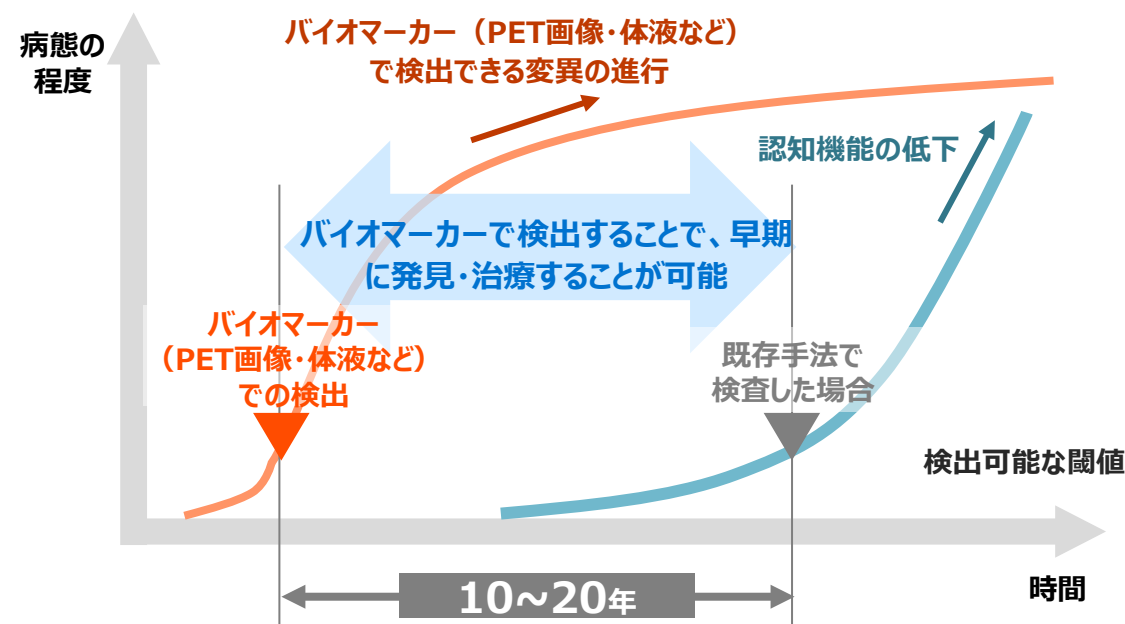 病態の
程度
バイオマーカー（PET画像・体液など）
で検出できる変異の進行
認知機能の低下
バイオマーカーで検出することで、早期
に発見・治療することが可能
バイオマーカー
（PET画像・体液など）
での検出
既存手法で
検査した場合
検出可能な閾値
時間
10~20年